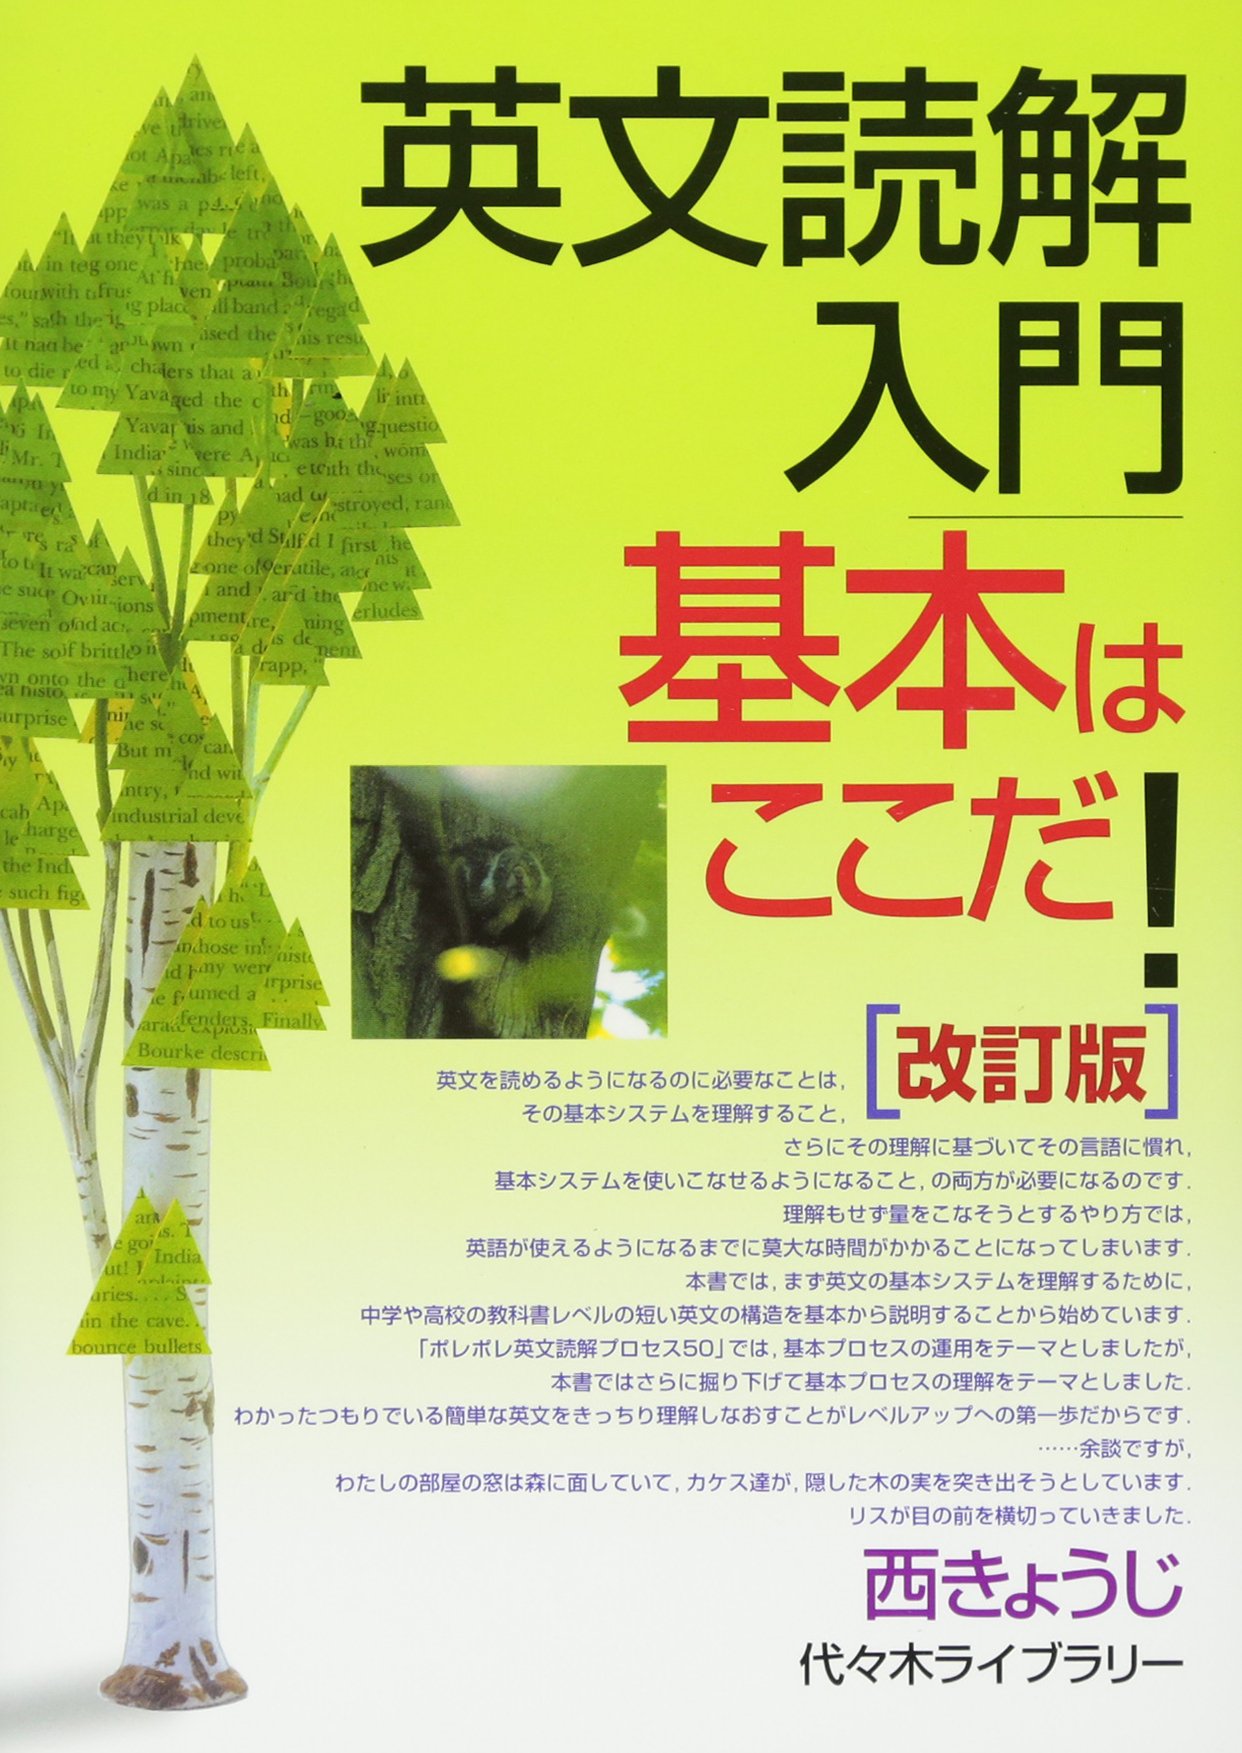 英文読解
入門
基本は
ここだ!
[改訂版]
英文を読めるようになるのに必要なことは,
その基本システムを理解すること,
さらにその理解に基づいてその言語に慣れ,
基本システムを使いこなせるようになること,の両方が必要になるのです.
理解もせず量をこなそうとするやり方では,
英語が使えるようになるまでに莫大な時間がかかることになってしまいます.
本書では,まず英文の基本システムを理解するために,
中学や高校の教科書レベルの短い英文の構造を基本から説明することから始めています.
「ポレポレ英文読解プロセス50」では,基本プロセスの運用をテーマとしましたが,
本書ではさらに掘り下げて基本プロセスの理解をテーマとしました.
わかったつもりでいる簡単な英文をきっちり理解しなおすことがレベルアップへの第一歩だからです.
……余談ですが,
わたしの部屋の窓は森に面していて,カケス達が,隠した木の実を突き出そうとしています.
リスが目の前を横切っていきました.
西きょうじ
代々木ライブラリー
industrial
Finally
Bourke
India
in the cave.
bounce bullets